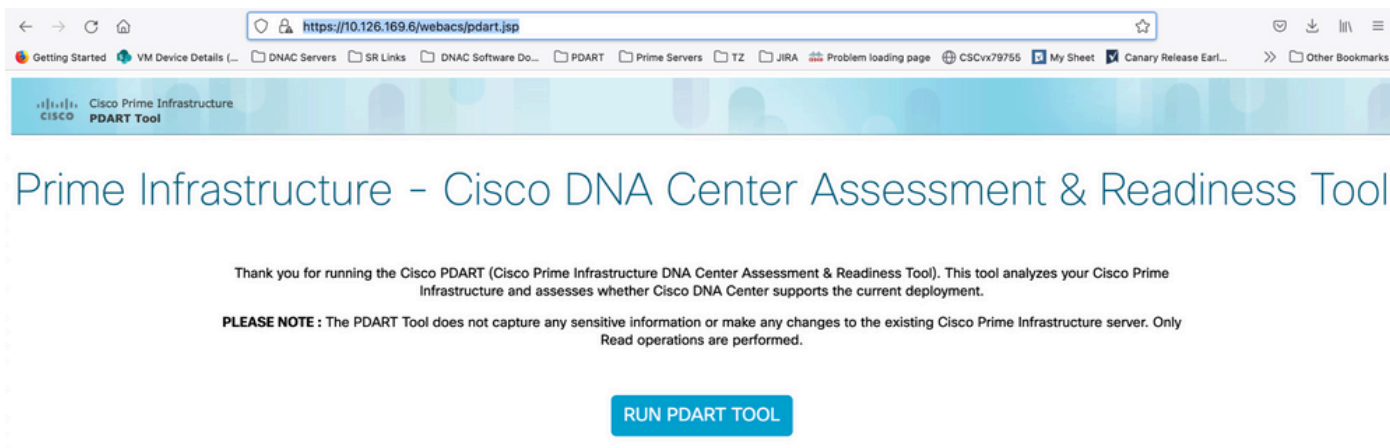 https://10.126.169.6/webacs/pdart.jsp
Getting Started VM Device Details (... DNAC Servers SR Links DNAC Software Do... PDART Prime Servers TZ JIRA Problem loading page CSCvx79755 My Sheet Canary Release Earl... Other Bookmarks
Cisco Prime Infrastructure
CISCO PDART Tool
Prime Infrastructure - Cisco DNA Center Assessment & Readiness Tool
Thank you for running the Cisco PDART (Cisco Prime Infrastructure DNA Center Assessment & Readiness Tool). This tool analyzes your Cisco Prime
Infrastructure and assesses whether Cisco DNA Center supports the current deployment.
PLEASE NOTE : The PDART Tool does not capture any sensitive information or make any changes to the existing Cisco Prime Infrastructure server. Only
Read operations are performed.
RUN PDART TOOL